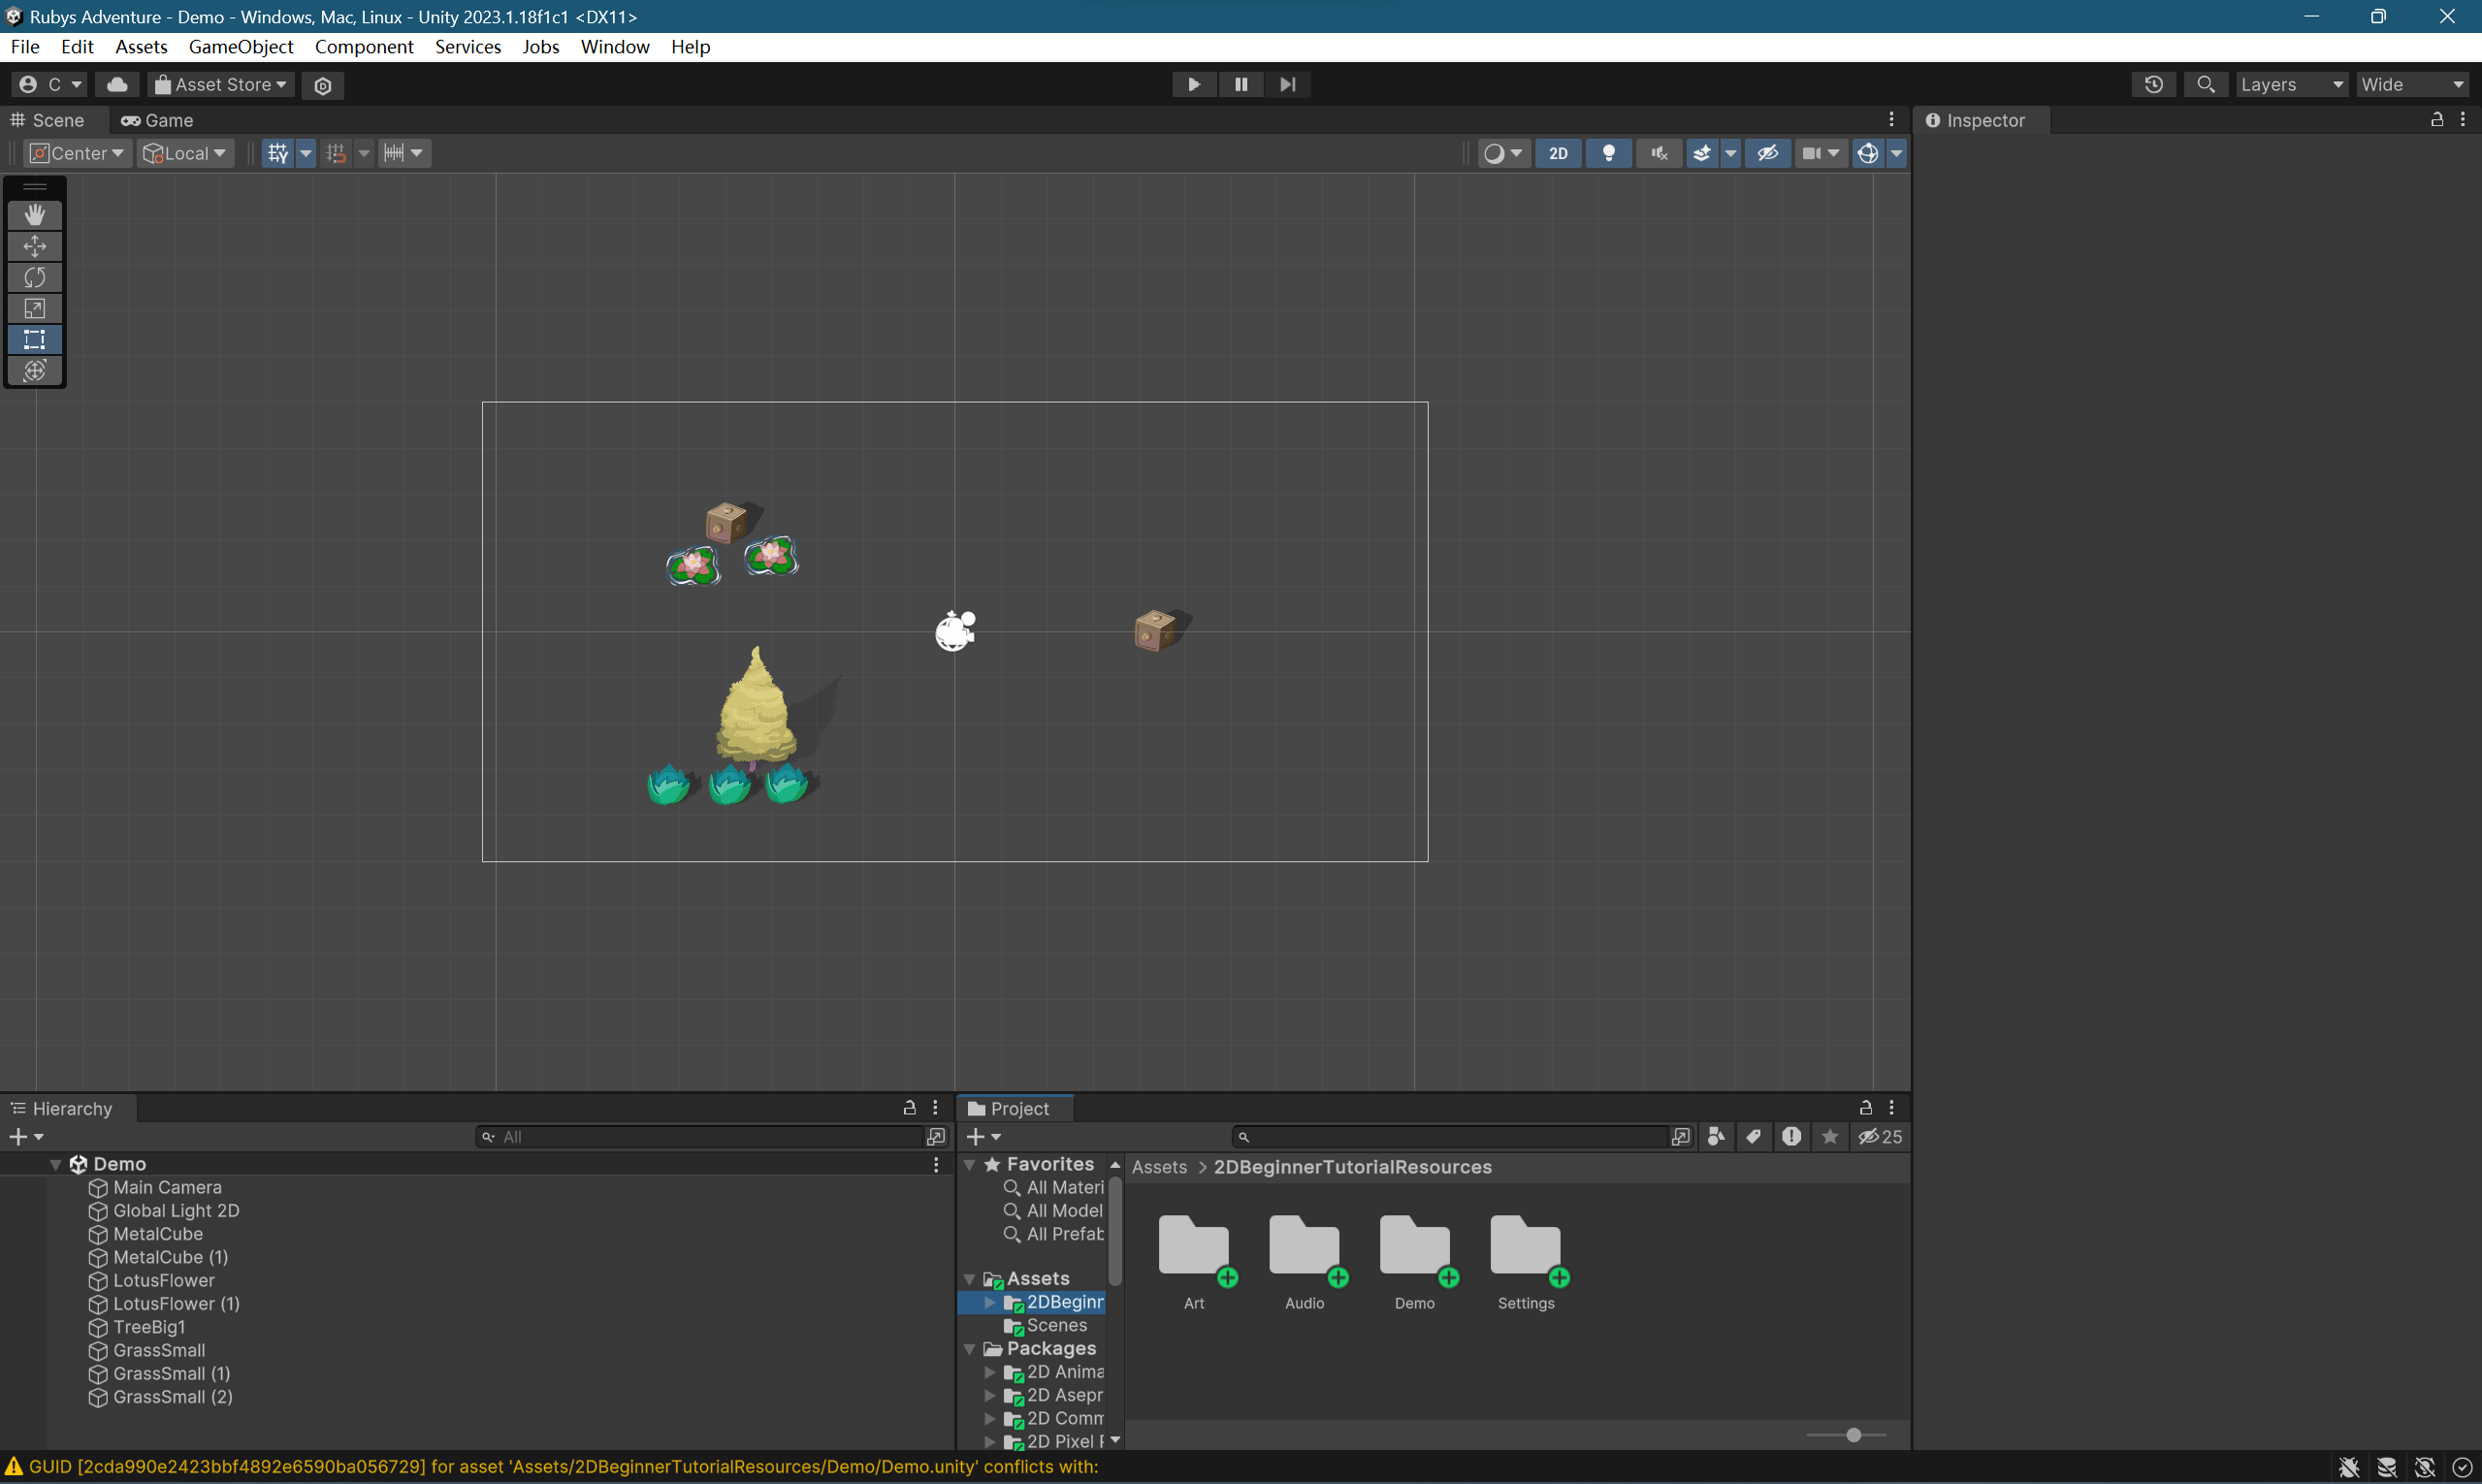 Rubys Adventure - Demo - Windows, Mac, Linux - Unity 2023.1.18f1c1 <DX11>
File Edit Assets GameObject Component Services Jobs Window Help
C Asset Store Layers Wide
Scene Game Inspector
Center Local 2D
Hierarchy
All
Demo
Main Camera
Global Light 2D
MetalCube
MetalCube (1)
LotusFlower
LotusFlower (1)
TreeBig1
GrassSmall
GrassSmall (1)
GrassSmall (2)
Project
25
Favorites
All Materi
All Model
All Prefab
Assets
2DBeginr
Scenes
Packages
2D Anima
2D Asepr
2D Comm
2D Pixel
Assets > 2DBeginnerTutorialResources
Art Audio Demo Settings
GUID [2cda990e2423bbf4892e6590ba056729] for asset 'Assets/2DBeginnerTutorialResources/Demo/Demo.unity' conflicts with: